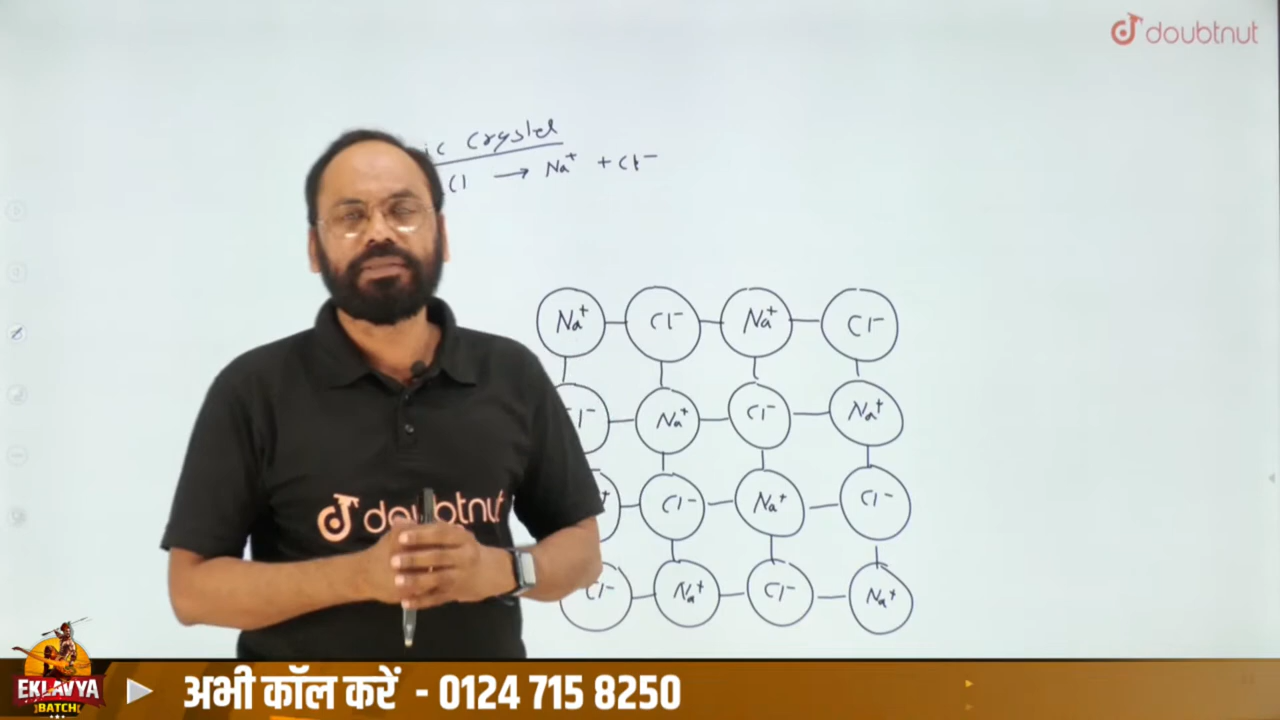 doubtnut
ic Crystal
Cl → Na⁺ + Cl⁻
Na⁺ Cl⁻ Na⁺ Cl⁻
l⁻ Na⁺ Cl⁻ Na⁺
⁺ Cl⁻ Na⁺ Cl⁻
Cl⁻ Na⁺ Cl⁻ Na⁺
doubtnut
EKLAVYA
BATCH
अभी कॉल करें - 0124 715 8250